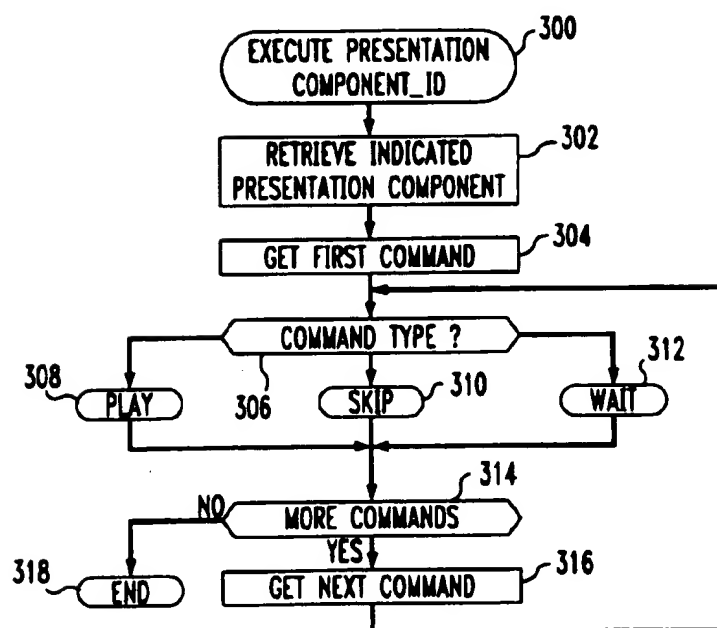 300
EXECUTE PRESENTATION
COMPONENT_ID
302
RETRIEVE INDICATED
PRESENTATION COMPONENT
304
GET FIRST COMMAND
COMMAND TYPE ?
306
308
PLAY
310
SKIP
312
WAIT
314
MORE COMMANDS
NO
YES
316
GET NEXT COMMAND
318
END